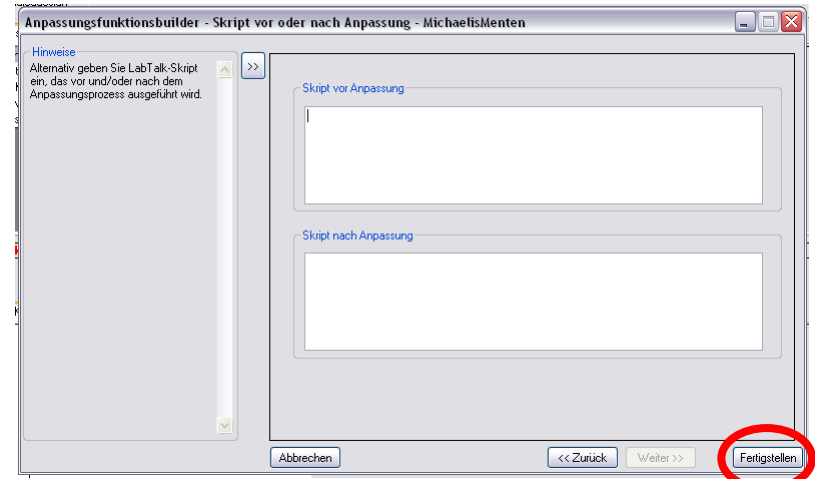 Anpassungsfunktionsbuilder - Skript vor oder nach Anpassung - MichaelisMenten
Hinweise
Alternativ geben Sie LabTalk-Skript
ein, das vor und/oder nach dem
Anpassungsprozess ausgeführt wird.
>>
Skript vor Anpassung
Skript nach Anpassung
Abbrechen
<< Zurück
Weiter >>
Fertigstellen